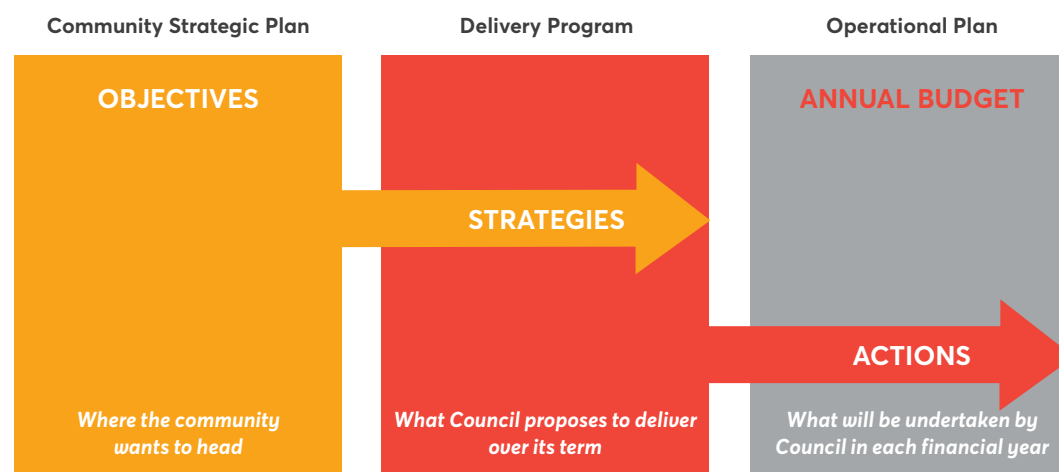 Community Strategic Plan
Delivery Program
Operational Plan
OBJECTIVES
ANNUAL BUDGET
STRATEGIES
ACTIONS
Where the community
wants to head
What Council proposes to deliver
over its term
What will be undertaken by
Council in each financial year